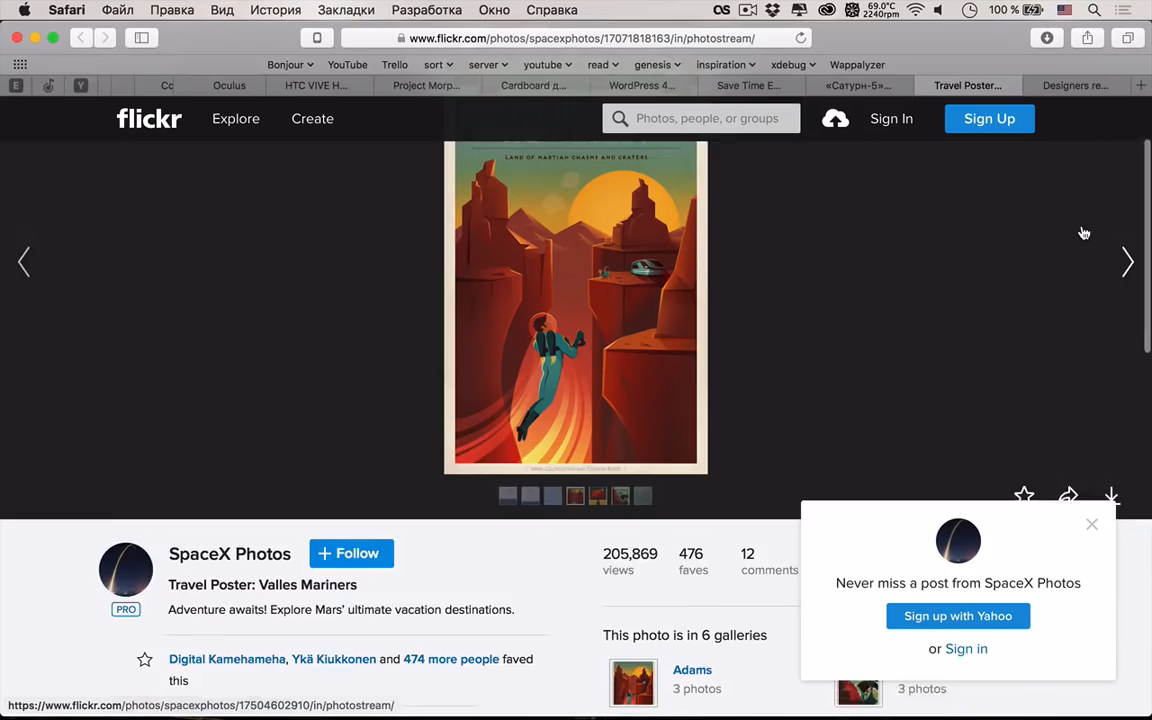 Safari Файл Правка Вид История Закладки Разработка Окно Справка 69.0°C 2240rpm 100 %
www.flickr.com/photos/spacexphotos/17071818163/in/photostream/
Bonjour YouTube Trello sort server youtube read genesis inspiration xdebug Wappalyzer
E Y Cc Oculus HTC VIVE H... Project Morp... Cardboard д... WordPress 4... Save Time E... «Сатурн-5»... Travel Poster... Designers re...
flickr Explore Create Photos, people, or groups Sign In Sign Up
LAND OF MARTIAN CHASMS AND CRATERS
SpaceX Photos + Follow
PRO
Travel Poster: Valles Mariners
Adventure awaits! Explore Mars' ultimate vacation destinations.
Digital Kamehameha, Ykä Kiukkonen and 474 more people faved
this
205,869 476 12
views faves comments
This photo is in 6 galleries
Adams
3 photos
3 photos
Never miss a post from SpaceX Photos
Sign up with Yahoo
or Sign in
https://www.flickr.com/photos/spacexphotos/17504602910/in/photostream/